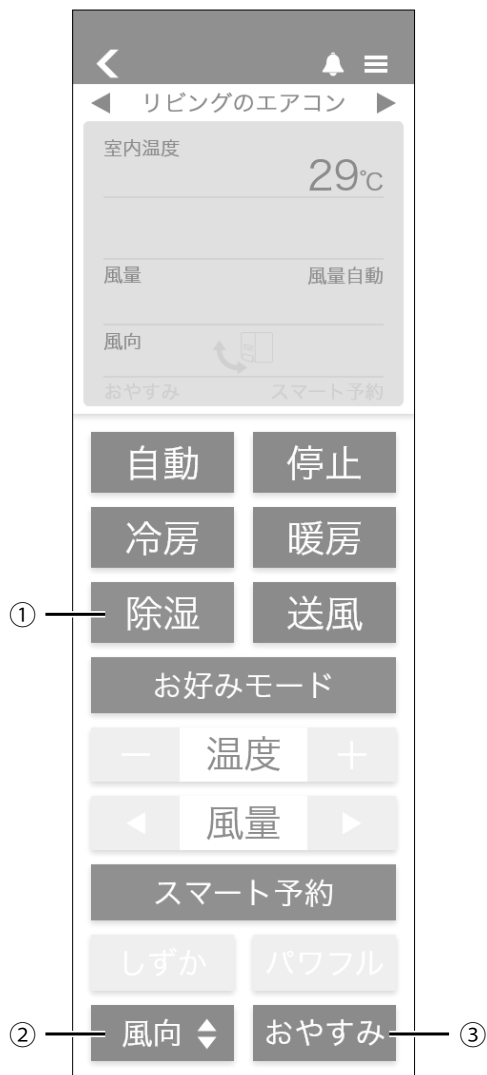 リビングのエアコン
室内温度
29℃
風量 風量自動
風向
おやすみ スマート予約
自動 停止
冷房 暖房
① 除湿 送風
お好みモード
− 温度 +
風量
スマート予約
しずか パワフル
② 風向 おやすみ ③